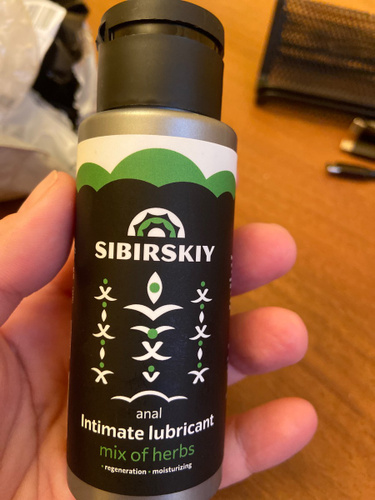 SIBIRSKIY
anal
Intimate lubricant
mix of herbs
• regeneration • moisturizing